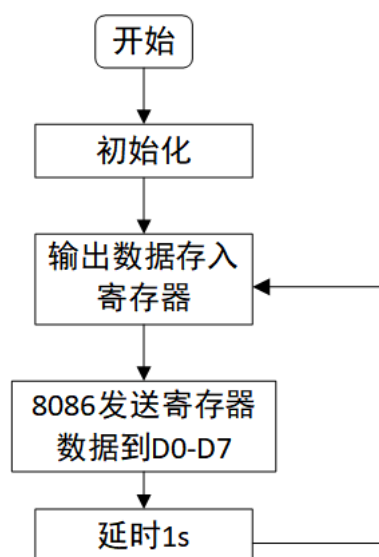 开始
初始化
输出数据存入
寄存器
8086发送寄存器
数据到D0-D7
延时1s